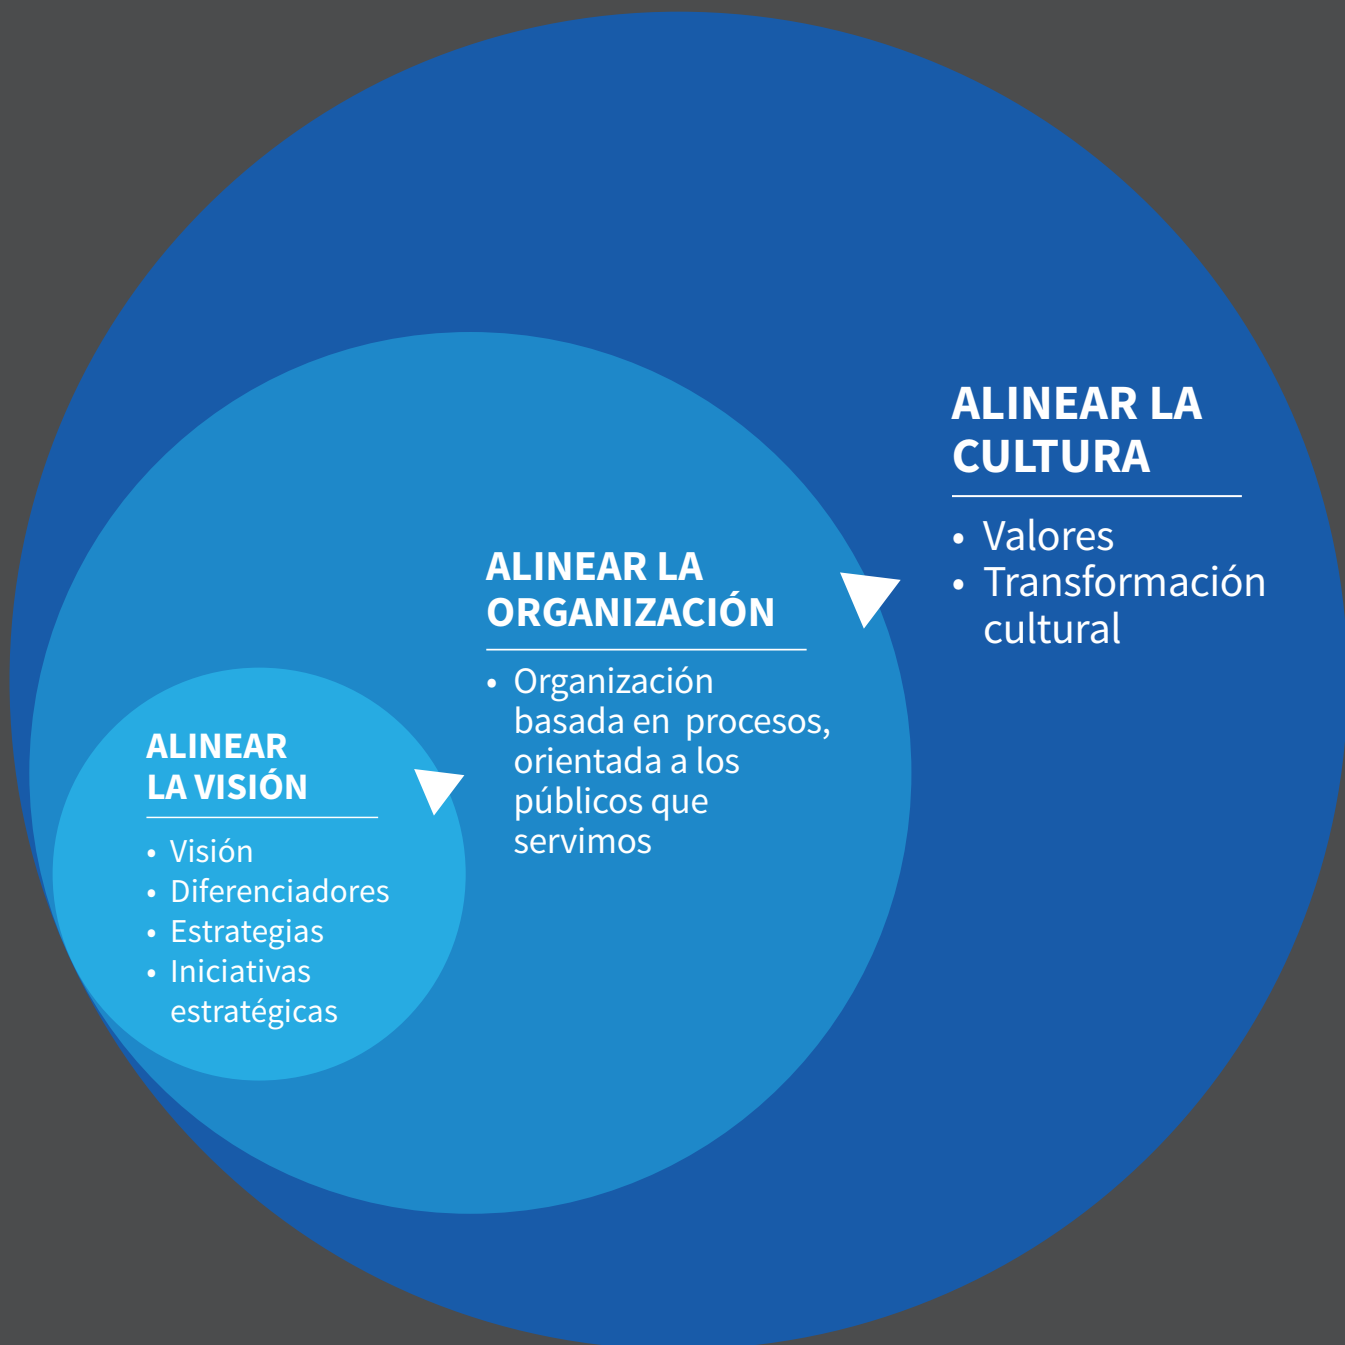 ALINEAR LA
CULTURA
• Valores
• Transformación
cultural
ALINEAR LA
ORGANIZACIÓN
• Organización
basada en procesos,
orientada a los
públicos que
servimos
ALINEAR
LA VISIÓN
• Visión
• Diferenciadores
• Estrategias
• Iniciativas
estratégicas